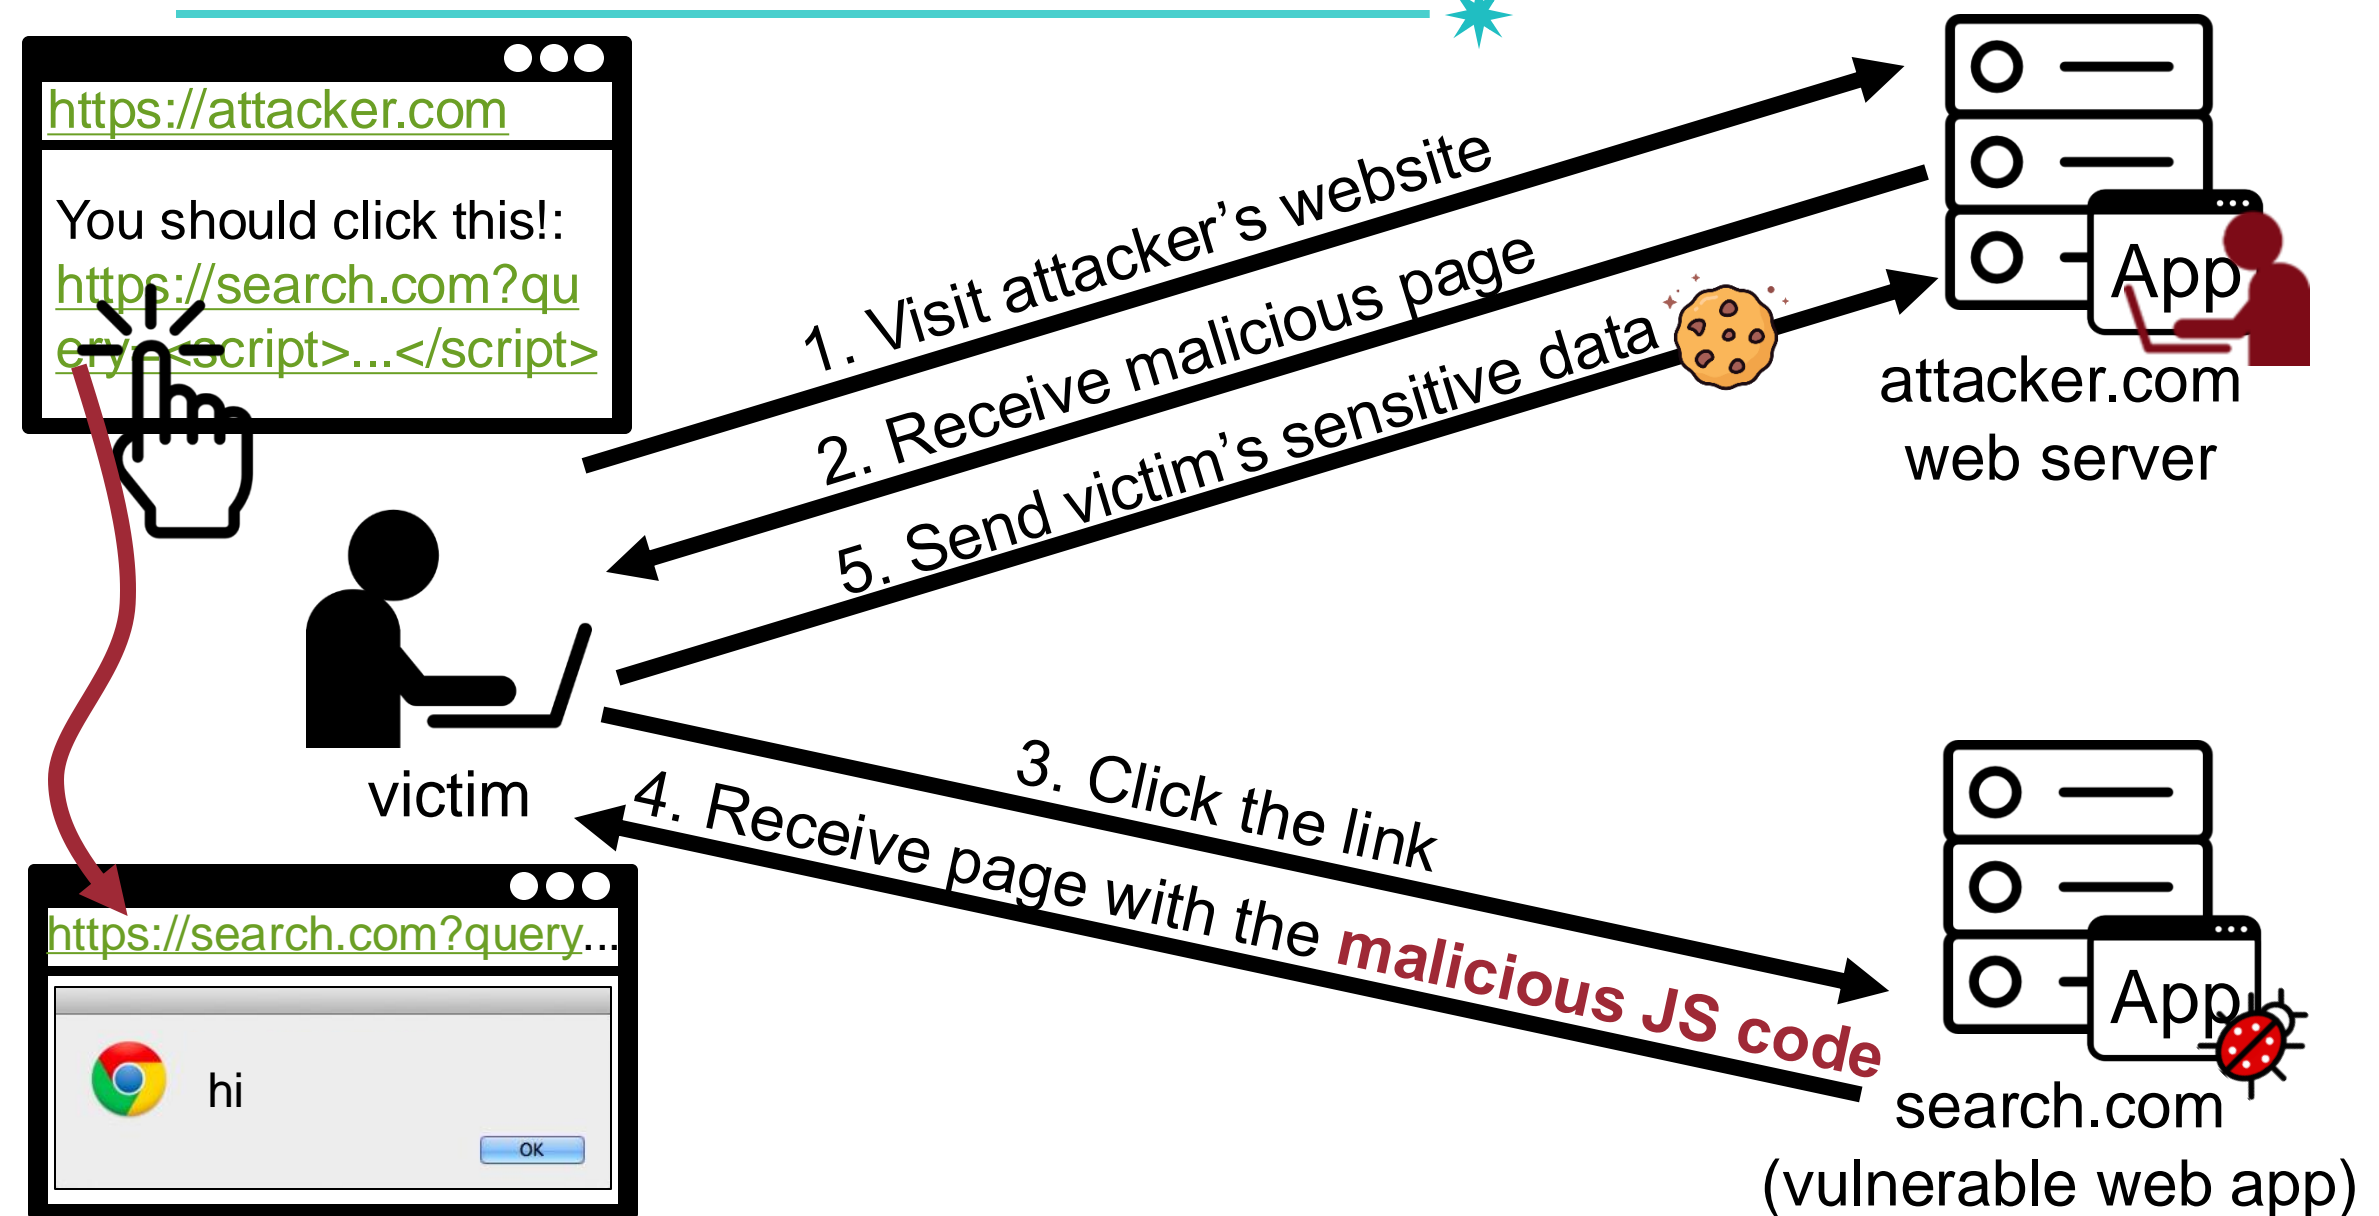 https://attacker.com
You should click this!:
https://search.com?qu
ery=<script>...</script>
1. Visit attacker's website
2. Receive malicious page
5. Send victim's sensitive data
App
attacker.com
web server
victim
3. Click the link
4. Receive page with the malicious JS code
https://search.com?query...
hi
OK
App
search.com
(vulnerable web app)